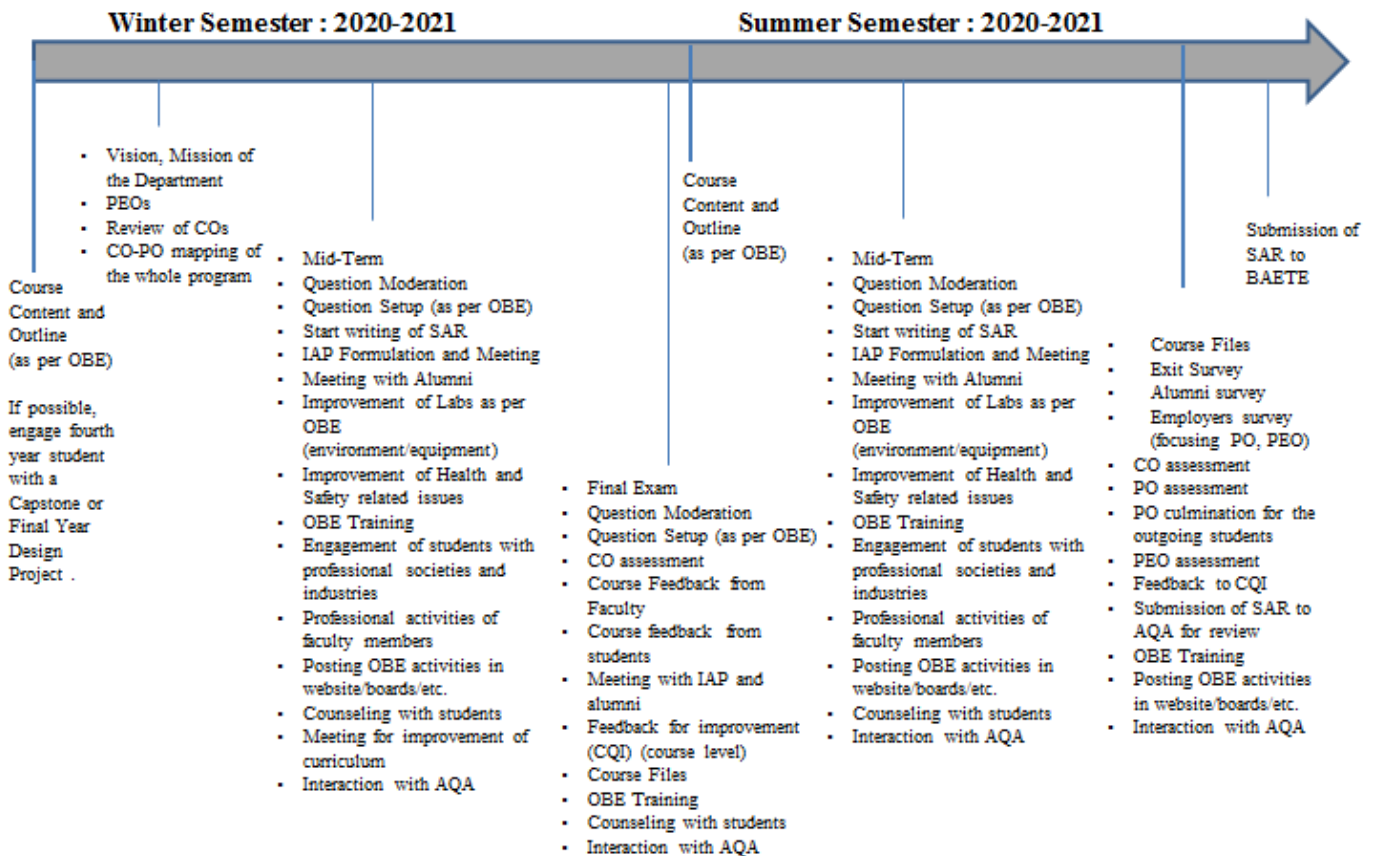 Winter Semester : 2020-2021
Summer Semester : 2020-2021
Course
Content and
Outline
(as per OBE)
If possible,
engage fourth
year student
with a
Capstone or
Final Year
Design
Project .
▪ Vision, Mission of
the Department
▪ PEOs
▪ Review of COs
▪ CO-PO mapping of
the whole program
▪ Mid-Term
▪ Question Moderation
▪ Question Setup (as per OBE)
▪ Start writing of SAR
▪ IAP Formulation and Meeting
▪ Meeting with Alumni
▪ Improvement of Labs as per
OBE
(environment/equipment)
▪ Improvement of Health and
Safety related issues
▪ OBE Training
▪ Engagement of students with
professional societies and
industries
▪ Professional activities of
faculty members
▪ Posting OBE activities in
website/boards/etc.
▪ Counseling with students
▪ Meeting for improvement of
curriculum
▪ Interaction with AQA
▪ Final Exam
▪ Question Moderation
▪ Question Setup (as per OBE)
▪ CO assessment
▪ Course Feedback from
Faculty
▪ Course feedback from
students
▪ Meeting with IAP and
alumni
▪ Feedback for improvement
(CQI) (course level)
▪ Course Files
▪ OBE Training
▪ Counseling with students
▪ Interaction with AQA
Course
Content and
Outline
(as per OBE)
▪ Mid-Term
▪ Question Moderation
▪ Question Setup (as per OBE)
▪ Start writing of SAR
▪ IAP Formulation and Meeting
▪ Meeting with Alumni
▪ Improvement of Labs as per
OBE
(environment/equipment)
▪ Improvement of Health and
Safety related issues
▪ OBE Training
▪ Engagement of students with
professional societies and
industries
▪ Professional activities of
faculty members
▪ Posting OBE activities in
website/boards/etc.
▪ Counseling with students
▪ Interaction with AQA
▪ Course Files
▪ Exit Survey
▪ Alumni survey
▪ Employers survey
(focusing PO, PEO)
▪ CO assessment
▪ PO assessment
▪ PO culmination for the
outgoing students
▪ PEO assessment
▪ Feedback to CQI
▪ Submission of SAR to
AQA for review
▪ OBE Training
▪ Posting OBE activities
in website/boards/etc.
▪ Interaction with AQA
Submission of
SAR to
BAETE